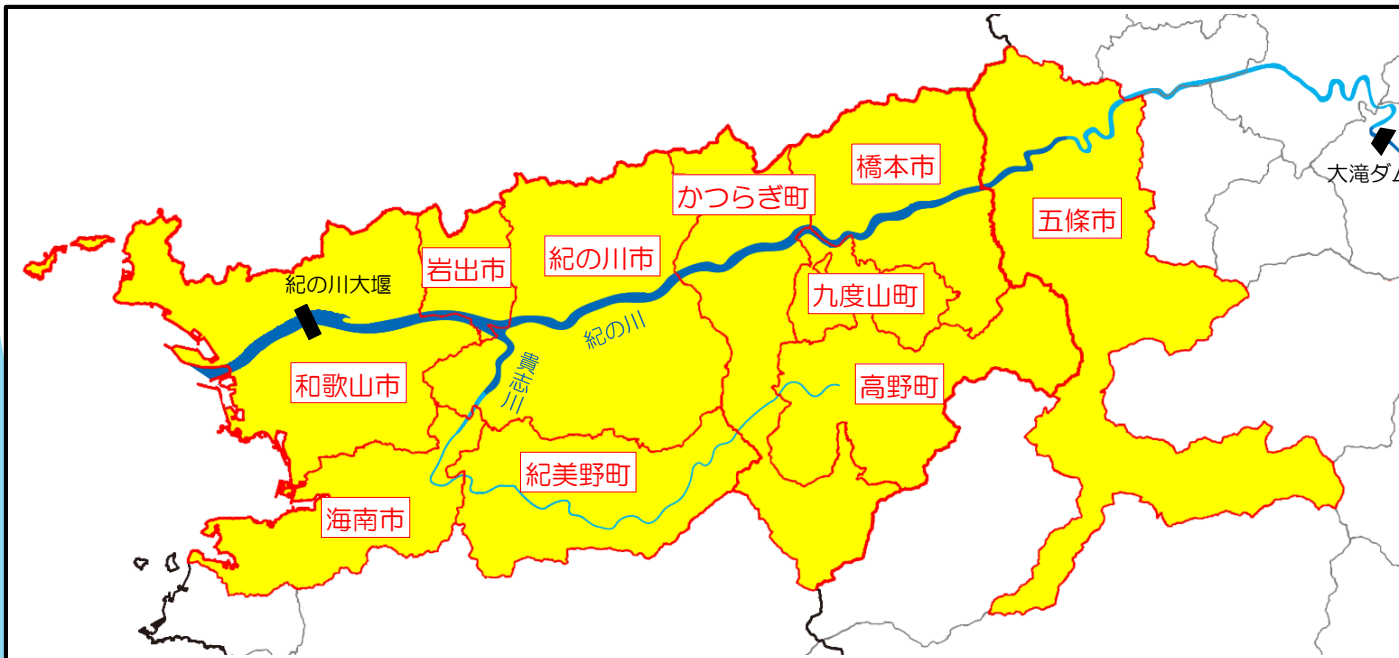 橋本市
大滝ダム
かつらぎ町
五條市
紀の川市
岩出市
紀の川大堰
九度山町
紀の川
貴志川
和歌山市
高野町
紀美野町
海南市